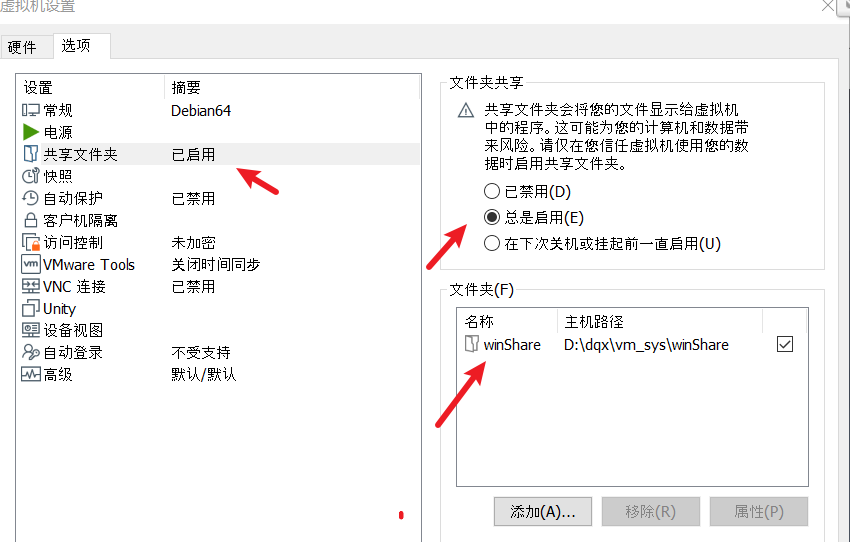 虚拟机设置
硬件 选项
设置 摘要
常规 Debian64
电源
共享文件夹 已启用
快照
自动保护 已禁用
客户机隔离
访问控制 未加密
VMware Tools 关闭时间同步
VNC 连接 已禁用
Unity
设备视图
自动登录 不受支持
高级 默认/默认
文件夹共享
共享文件夹会将您的文件显示给虚拟机
中的程序。这可能为您的计算机和数据带
来风险。请仅在您信任虚拟机使用您的数
据时启用共享文件夹。
已禁用(D)
总是启用(E)
在下次关机或挂起前一直启用(U)
文件夹(F)
名称 主机路径
winShare D:\dqx\vm_sys\winShare
添加(A)... 移除(R) 属性(P)